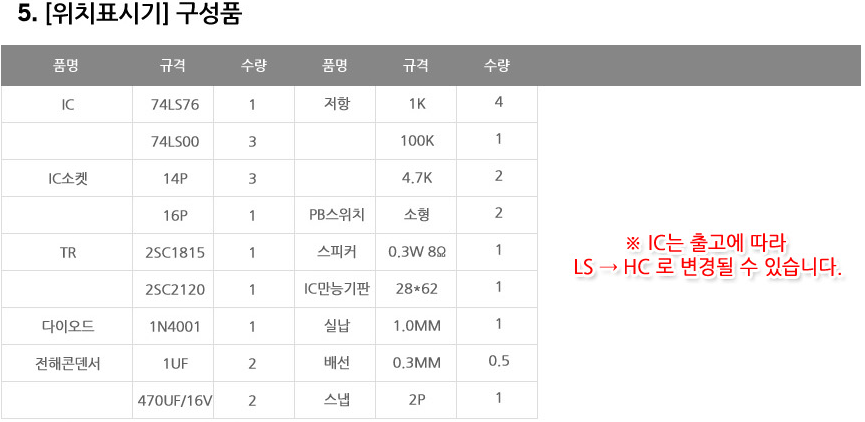 5. [위치표시기] 구성품
품명 규격 수량 품명 규격 수량
IC 74LS76 1 저항 1K 4
74LS00 3 100K 1
IC소켓 14P 3 4.7K 2
16P 1 PB스위치 소형 2
TR 2SC1815 1 스피커 0.3W 8Ω 1
2SC2120 1 IC만능기판 28*62 1
다이오드 1N4001 1 실납 1.0MM 1
전해콘덴서 1UF 2 배선 0.3MM 0.5
470UF/16V 2 스냅 2P 1
※ IC는 출고에 따라
LS → HC 로 변경될 수 있습니다.